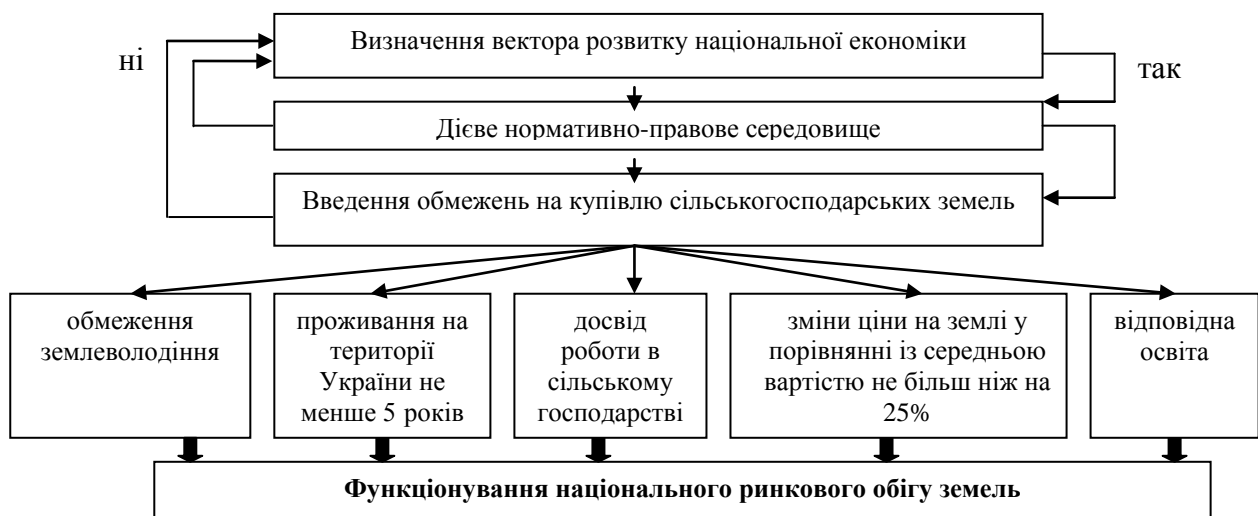 Визначення вектора розвитку національної економіки
ні
так
Дієве нормативно-правове середовище
Введення обмежень на купівлю сільськогосподарських земель
обмеження
землеволодіння
проживання на
території
України не
менше 5 років
досвід
роботи в
сільському
господарстві
зміни ціни на землі у
порівнянні із середньою
вартістю не більш ніж на
25%
відповідна
освіта
Функціонування національного ринкового обігу земель